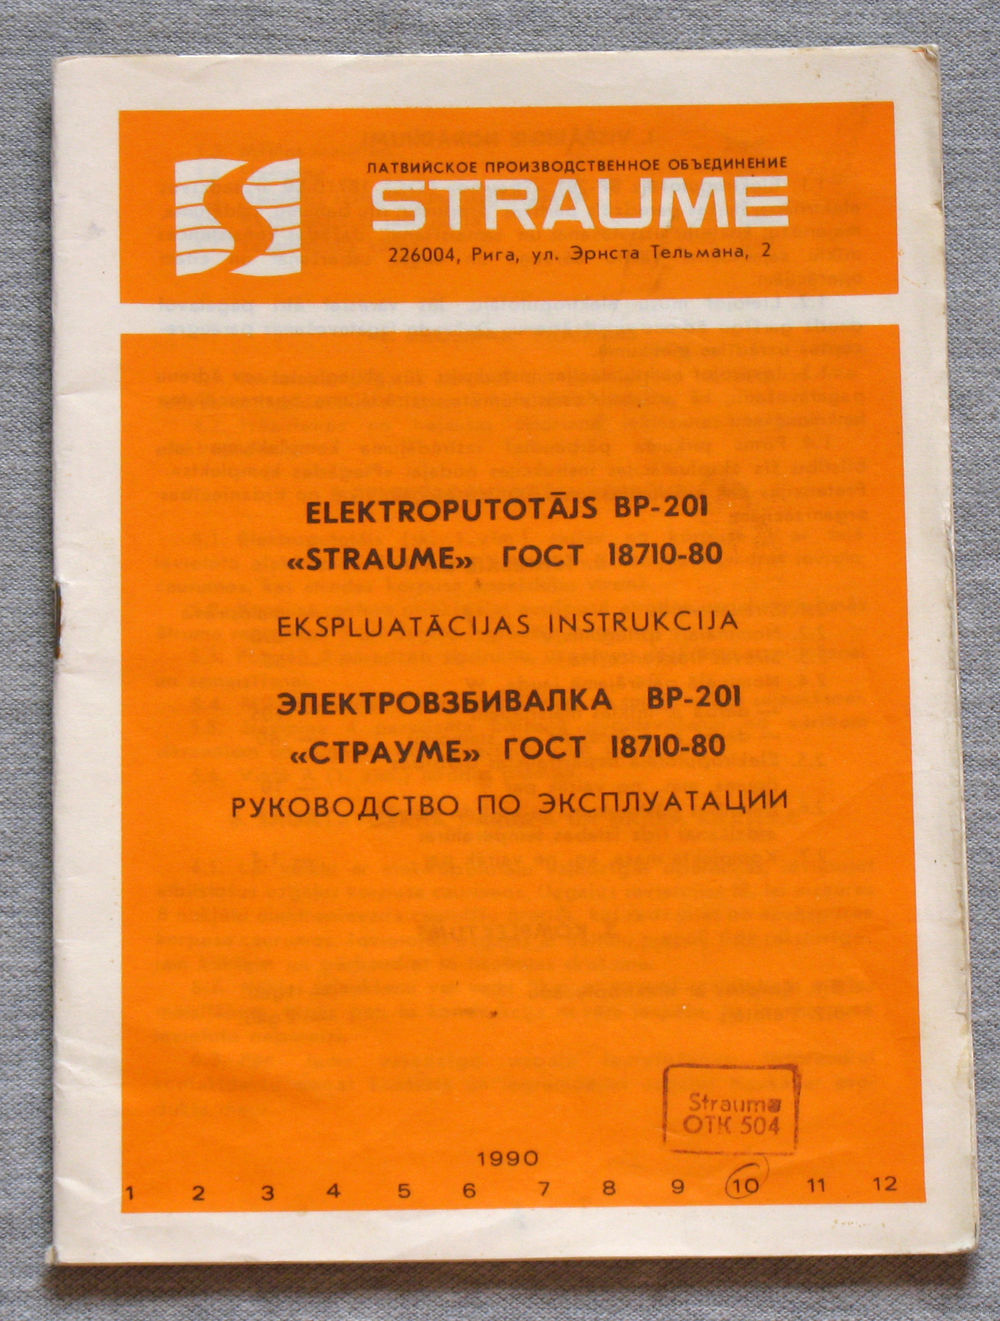 ЛАТВИЙСКОЕ ПРОИЗВОДСТВЕННОЕ ОБЪЕДИНЕНИЕ
STRAUME
226004, Рига, ул. Эрнста Тельмана, 2
ELEKTROPUTOTĀJS BP-201
«STRAUME» ГОСТ 18710-80
EKSPLUATĀCIJAS INSTRUKCIJA
ЭЛЕКТРОВЗБИВАЛКА ВР-201
«СТРАУМЕ» ГОСТ 18710-80
РУКОВОДСТВО ПО ЭКСПЛУАТАЦИИ
Straume
ОТК 504
1990
1 2 3 4 5 6 7 8 9 10 11 12